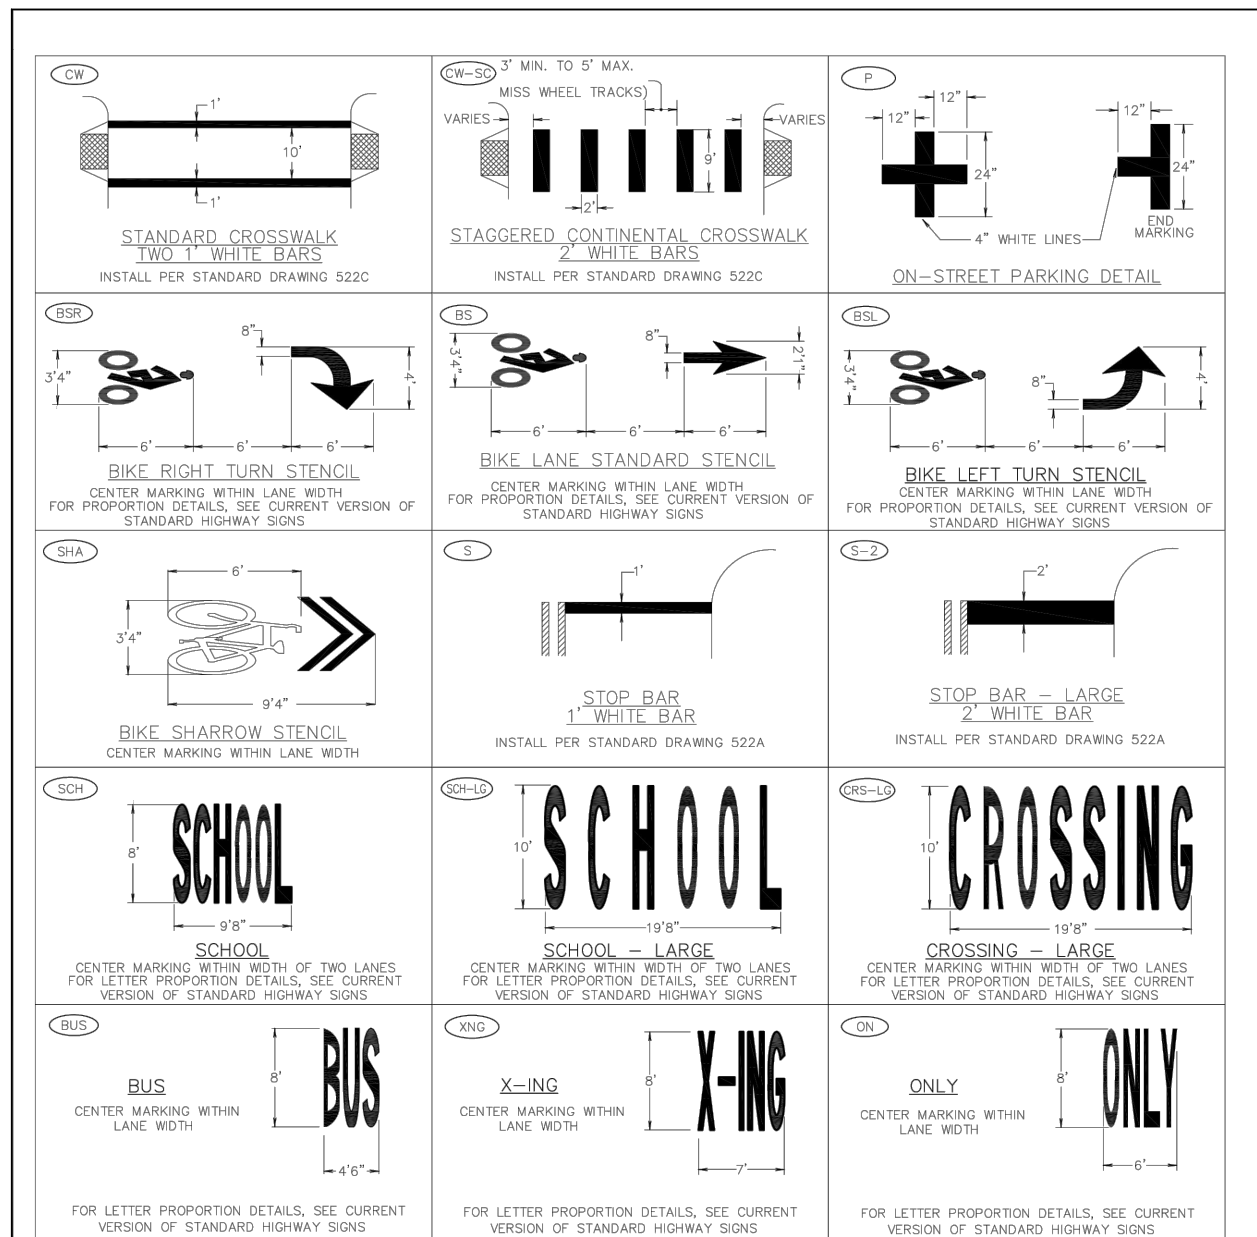 CW
1'
10'
1'
STANDARD CROSSWALK
TWO 1' WHITE BARS
INSTALL PER STANDARD DRAWING 522C
CW-SC
3' MIN. TO 5' MAX.
MISS WHEEL TRACKS)
VARIES
VARIES
9'
2'
STAGGERED CONTINENTAL CROSSWALK
2' WHITE BARS
INSTALL PER STANDARD DRAWING 522C
P
12"
12"
12"
24"
24"
4" WHITE LINES
END
MARKING
ON-STREET PARKING DETAIL
BSR
8"
3'4"
4'
6'
6'
6'
BIKE RIGHT TURN STENCIL
CENTER MARKING WITHIN LANE WIDTH
FOR PROPORTION DETAILS, SEE CURRENT VERSION OF
STANDARD HIGHWAY SIGNS
BS
8"
3'4"
2'1"
6'
6'
6'
BIKE LANE STANDARD STENCIL
CENTER MARKING WITHIN LANE WIDTH
FOR PROPORTION DETAILS, SEE CURRENT VERSION OF
STANDARD HIGHWAY SIGNS
BSL
3'4"
8"
4'
6'
6'
6'
BIKE LEFT TURN STENCIL
CENTER MARKING WITHIN LANE WIDTH
FOR PROPORTION DETAILS, SEE CURRENT VERSION OF
STANDARD HIGHWAY SIGNS
SHA
6'
3'4"
9'4"
BIKE SHARROW STENCIL
CENTER MARKING WITHIN LANE WIDTH
S
1'
STOP BAR
1' WHITE BAR
INSTALL PER STANDARD DRAWING 522A
S-2
2'
STOP BAR - LARGE
2' WHITE BAR
INSTALL PER STANDARD DRAWING 522A
SCH
8'
SCHOOL
9'8"
SCHOOL
CENTER MARKING WITHIN WIDTH OF TWO LANES
FOR LETTER PROPORTION DETAILS, SEE CURRENT
VERSION OF STANDARD HIGHWAY SIGNS
SCH-LG
10'
SCHOOL
19'8"
SCHOOL - LARGE
CENTER MARKING WITHIN WIDTH OF TWO LANES
FOR LETTER PROPORTION DETAILS, SEE CURRENT
VERSION OF STANDARD HIGHWAY SIGNS
CRS-LG
10'
CROSSING
19'8"
CROSSING - LARGE
CENTER MARKING WITHIN WIDTH OF TWO LANES
FOR LETTER PROPORTION DETAILS, SEE CURRENT
VERSION OF STANDARD HIGHWAY SIGNS
BUS
8'
BUS
BUS
CENTER MARKING WITHIN
LANE WIDTH
4'6"
FOR LETTER PROPORTION DETAILS, SEE CURRENT
VERSION OF STANDARD HIGHWAY SIGNS
XNG
8'
X-ING
X-ING
CENTER MARKING WITHIN
LANE WIDTH
7'
FOR LETTER PROPORTION DETAILS, SEE CURRENT
VERSION OF STANDARD HIGHWAY SIGNS
ON
8'
ONLY
ONLY
CENTER MARKING WITHIN
LANE WIDTH
6'
FOR LETTER PROPORTION DETAILS, SEE CURRENT
VERSION OF STANDARD HIGHWAY SIGNS